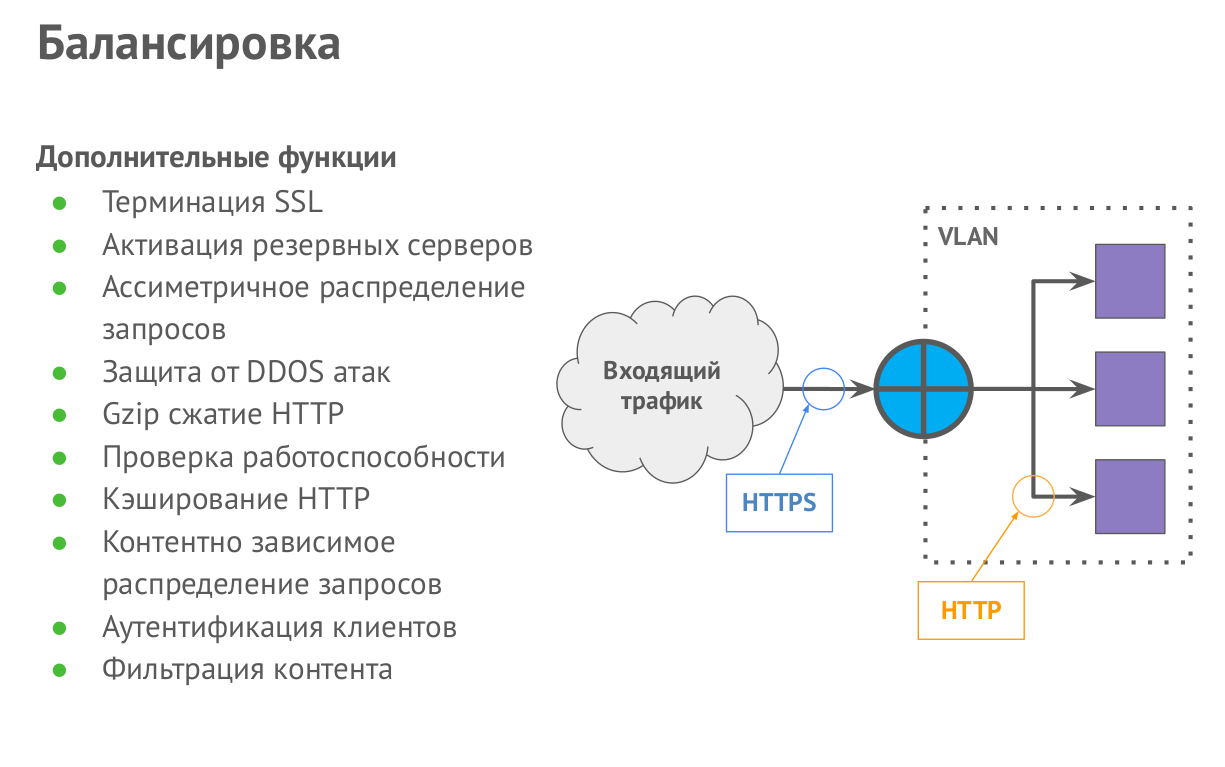 Балансировка
Дополнительные функции
● Терминация SSL
● Активация резервных серверов
● Ассиметричное распределение
запросов
● Защита от DDOS атак
● Gzip сжатие HTTP
● Проверка работоспособности
● Кэширование HTTP
● Контентно зависимое
распределение запросов
● Аутентификация клиентов
● Фильтрация контента
VLAN
Входящий
трафик
HTTPS
HTTP